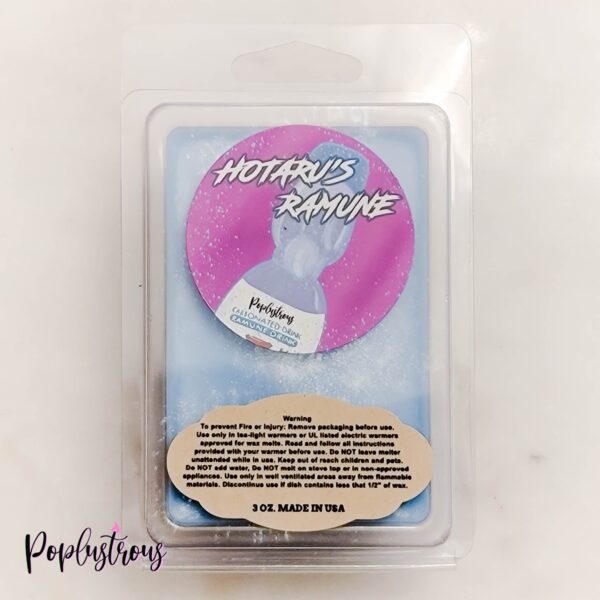 HOTARU'S
RAMUNE
Poplustrous
CARBONATED DRINK
RAMUNE DRINK
Warning
To prevent Fire or Injury: Remove packaging before use.
Use only in tea-light warmers or UL listed electric warmers
approved for wax melts. Read and follow all instructions
provided with your warmer before use. Do NOT leave melter
unattended while in use. Keep out of reach children and pets.
Do NOT add water, Do NOT melt on stove top or in non-approved
appliances. Use only in well ventilated areas away from flammable
materials. Discontinue use if dish contains less that 1/2" of wax.
3 OZ. MADE IN USA
Poplustrous